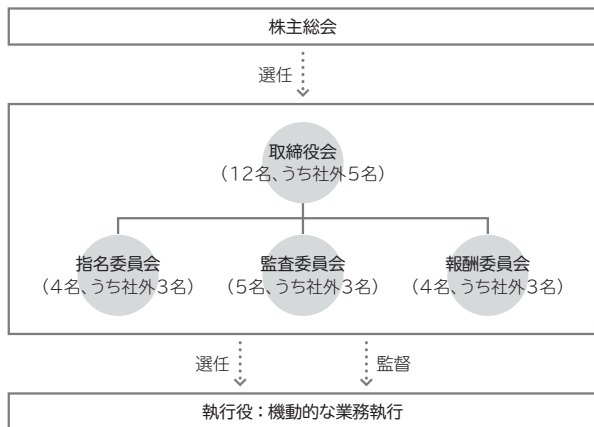 株主総会
選任
取締役会
（12名、うち社外5名）
指名委員会
（4名、うち社外3名）
監査委員会
（5名、うち社外3名）
報酬委員会
（4名、うち社外3名）
選任
監督
執行役：機動的な業務執行